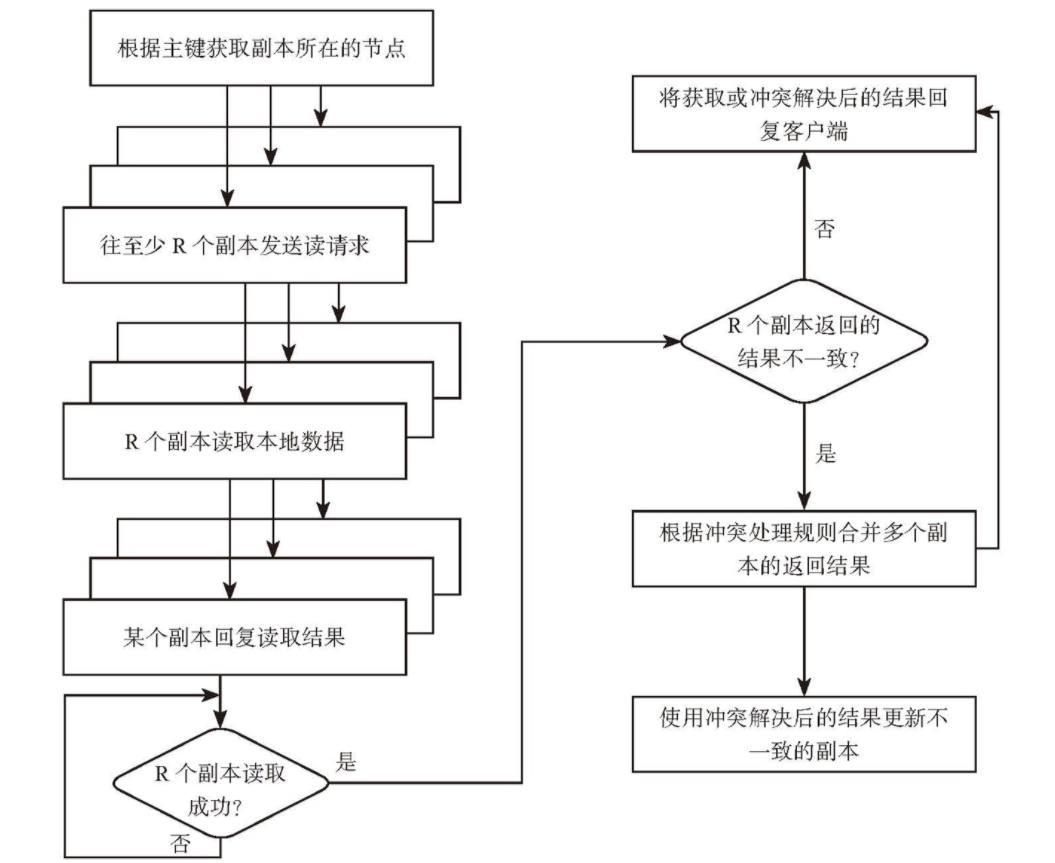 根据主键获取副本所在的节点
往至少 R 个副本发送读请求
R 个副本读取本地数据
某个副本回复读取结果
R 个副本读取
成功?
是
否
将获取或冲突解决后的结果回
复客户端
否
R 个副本返回的
结果不一致?
是
根据冲突处理规则合并多个副
本的返回结果
使用冲突解决后的结果更新不
一致的副本